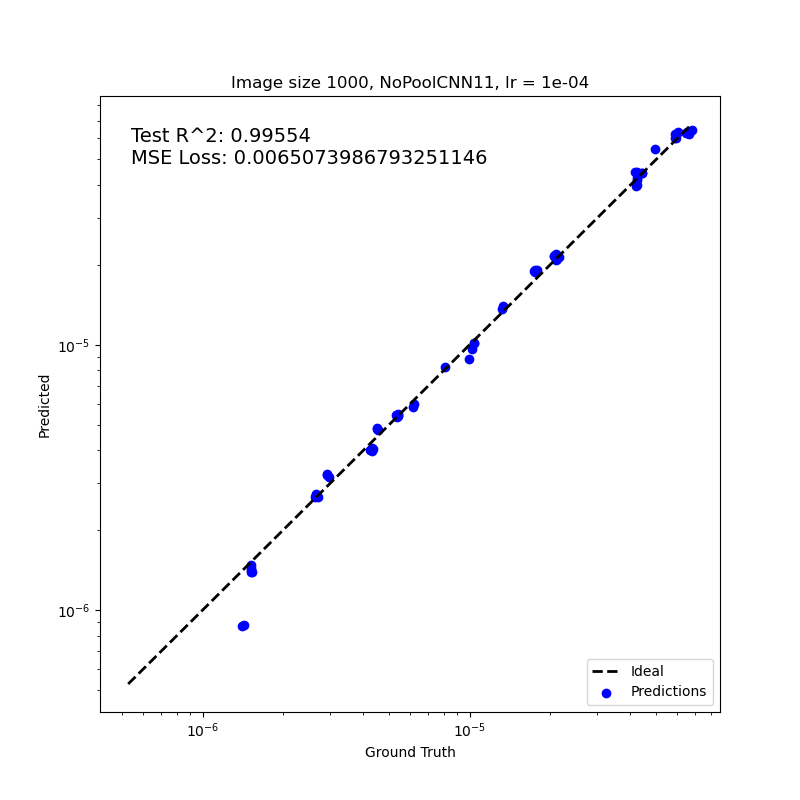 Image size 1000, NoPoolCNN11, lr = 1e-04
Test R^2: 0.99554
MSE Loss: 0.0065073986793251146
10⁻⁵
10⁻⁶
Predicted
10⁻⁶
10⁻⁵
Ground Truth
Ideal
Predictions